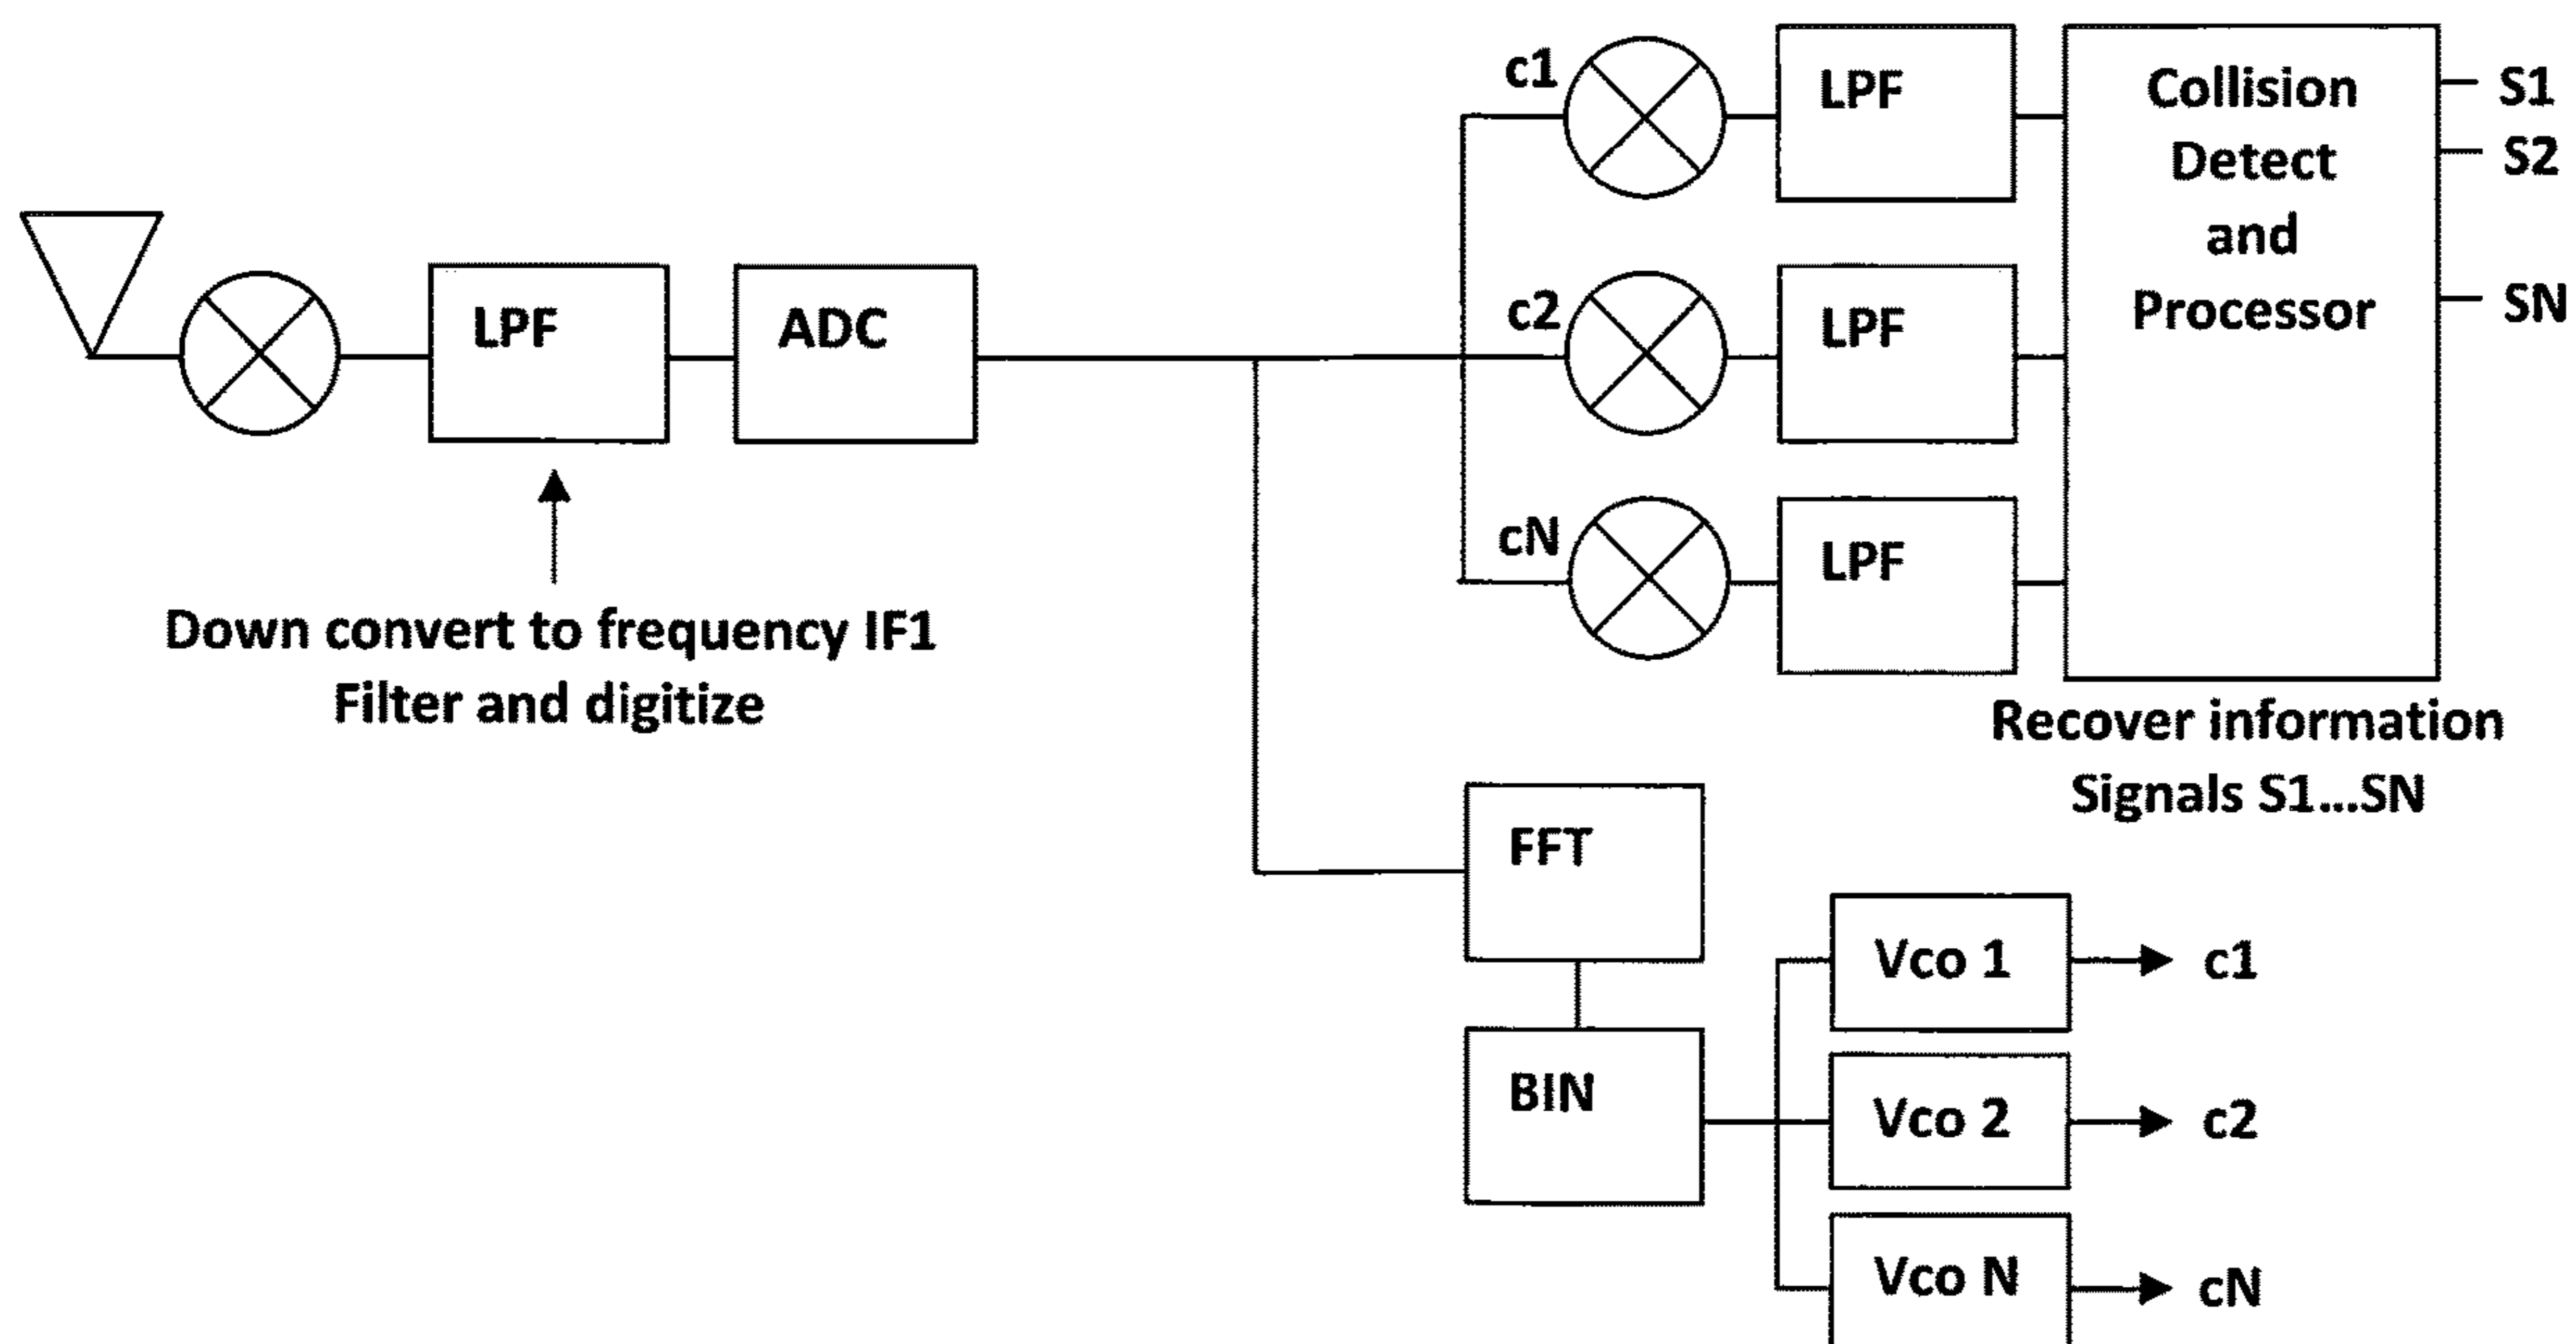 c1
LPF
Collision
Detect
and
Processor
S1
S2
SN
LPF
ADC
c2
LPF
cN
LPF
Down convert to frequency IF1
Filter and digitize
Recover information
Signals S1...SN
FFT
BIN
Vco 1
c1
Vco 2
c2
Vco N
cN